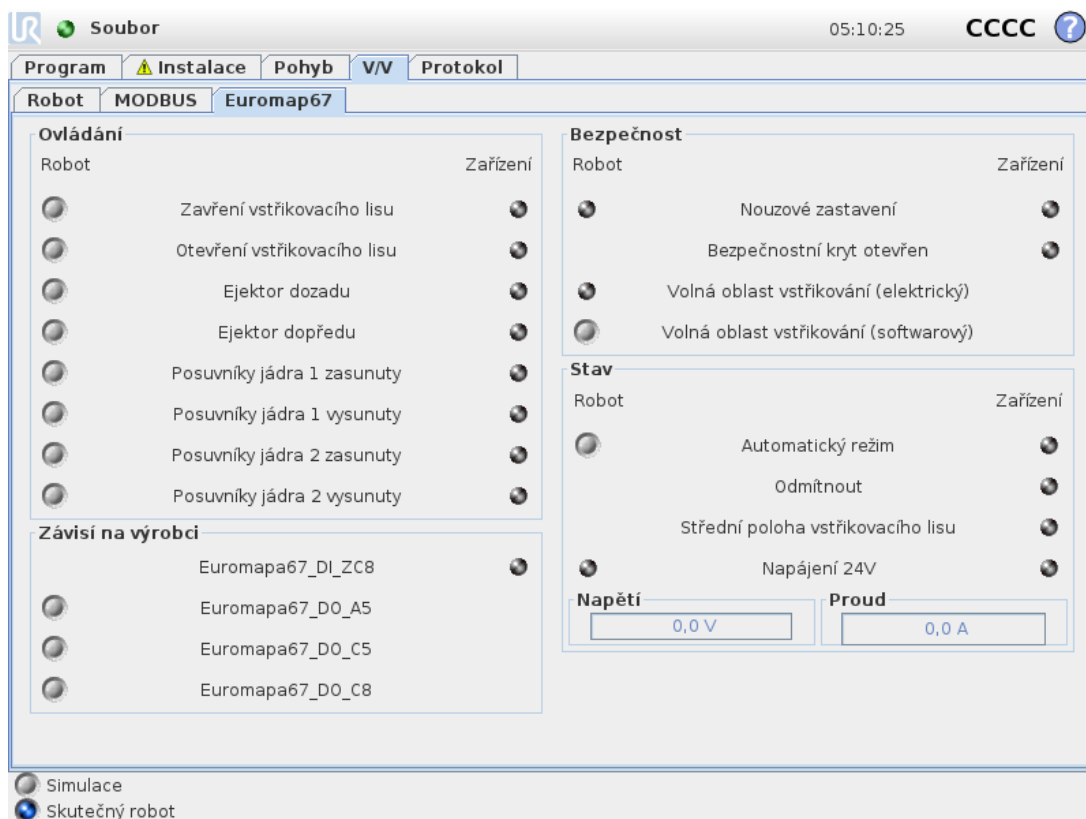 UR Soubor 05:10:25 CCCC ?
Program Instalace Pohyb V/V Protokol
Robot MODBUS Euromap67
Ovládání
Robot Zařízení
Zavření vstřikovacího lisu
Otevření vstřikovacího lisu
Ejektor dozadu
Ejektor dopředu
Posuvníky jádra 1 zasunuty
Posuvníky jádra 1 vysunuty
Posuvníky jádra 2 zasunuty
Posuvníky jádra 2 vysunuty
Závisí na výrobci
Euromapa67_DI_ZC8
Euromapa67_DO_A5
Euromapa67_DO_C5
Euromapa67_DO_C8
Bezpečnost
Robot Zařízení
Nouzové zastavení
Bezpečnostní kryt otevřen
Volná oblast vstřikování (elektrický)
Volná oblast vstřikování (softwarový)
Stav
Robot Zařízení
Automatický režim
Odmítnout
Střední poloha vstřikovacího lisu
Napájení 24V
Napětí Proud
0,0 V 0,0 A
Simulace
Skutečný robot